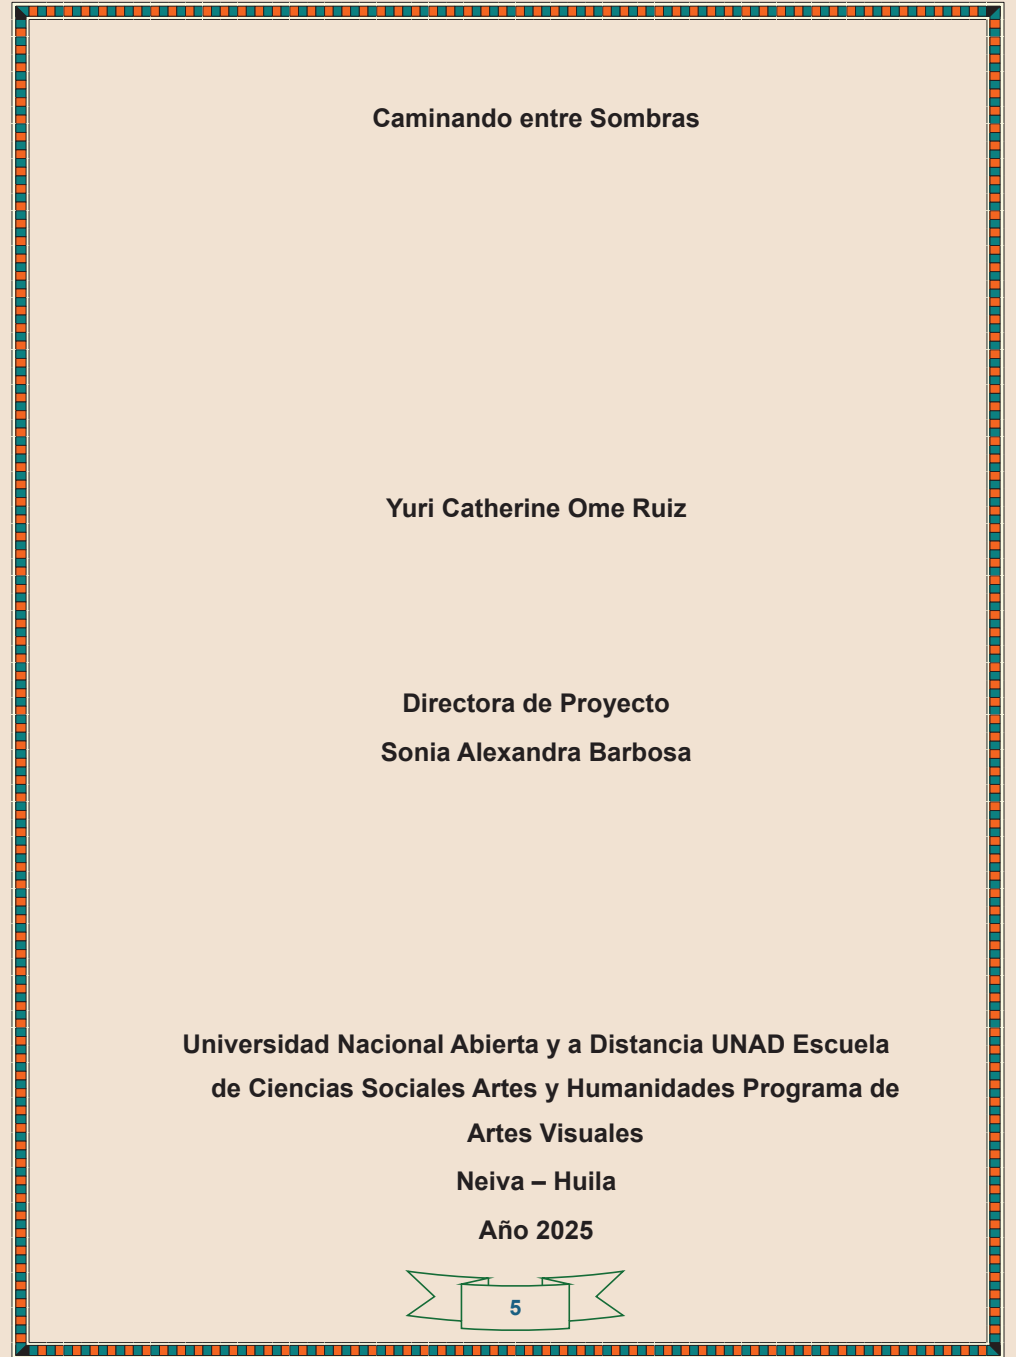 Caminando entre Sombras
Yuri Catherine Ome Ruiz
Directora de Proyecto
Sonia Alexandra Barbosa
Universidad Nacional Abierta y a Distancia UNAD Escuela
de Ciencias Sociales Artes y Humanidades Programa de
Artes Visuales
Neiva – Huila
Año 2025
5